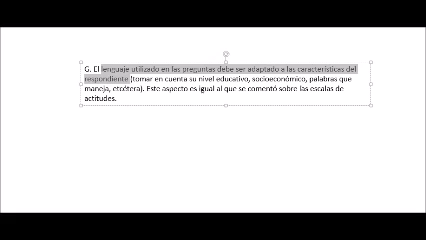 G. El lenguaje utilizado en las preguntas debe ser adaptado a las características del
respondiente (tomar en cuenta su nivel educativo, socioeconómico, palabras que
maneja, etcétera). Este aspecto es igual al que se comentó sobre las escalas de
actitudes.